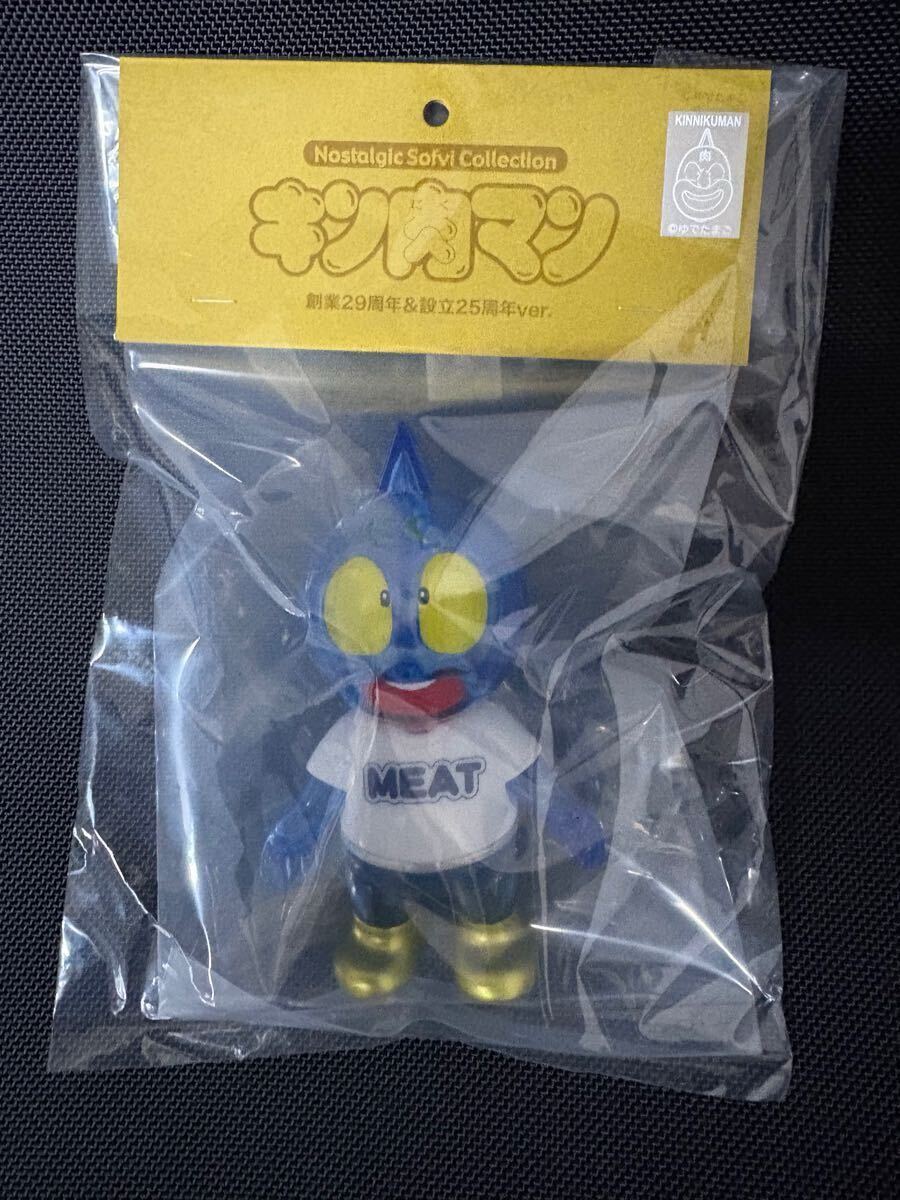 Nostalgic Sofvi Collection
キン肉マン
創業29周年&設立25周年ver.
KINNIKUMAN
肉
©ゆでたまご
MEAT